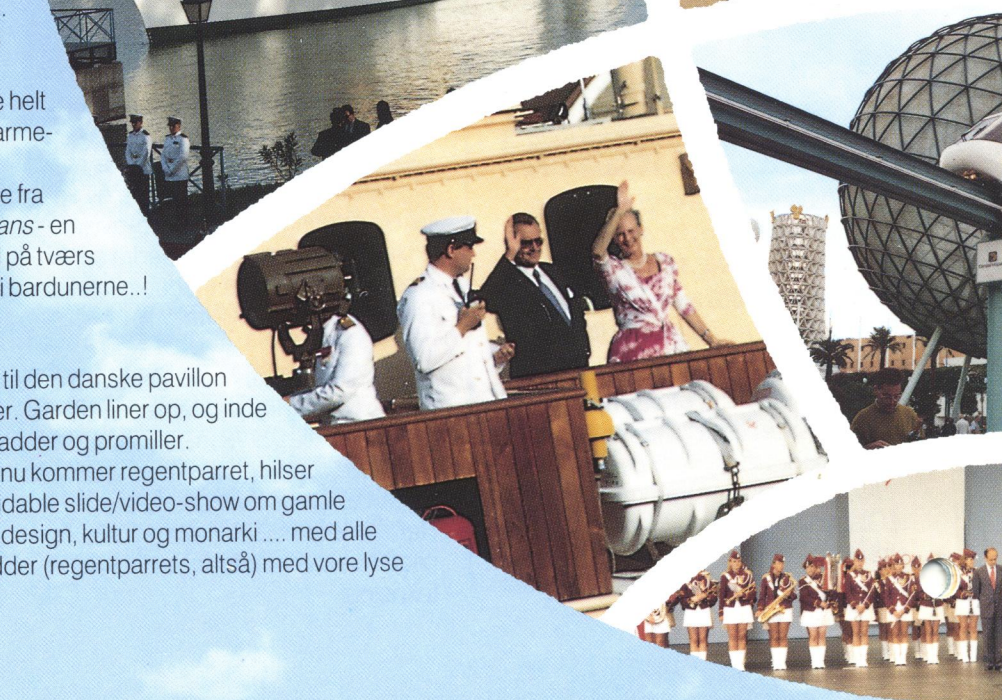 e helt
arme-
e fra
ans - en
på tværs
i bardunerne..!
til den danske pavillon
er. Garden liner op, og inde
adder og promiller.
nu kommer regentparret, hilser
idable slide/video-show om gamle
design, kultur og monarki .... med alle
dder (regentparrets, altså) med vore lyse